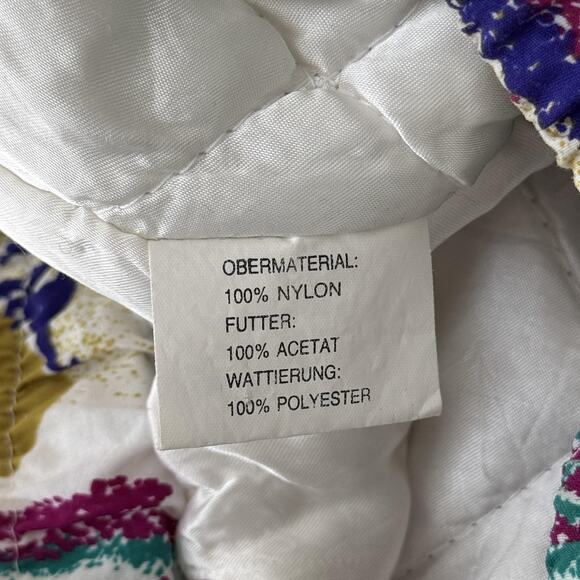 OBERMATERIAL:
100% NYLON
FUTTER:
100% ACETAT
WATTIERUNG:
100% POLYESTER